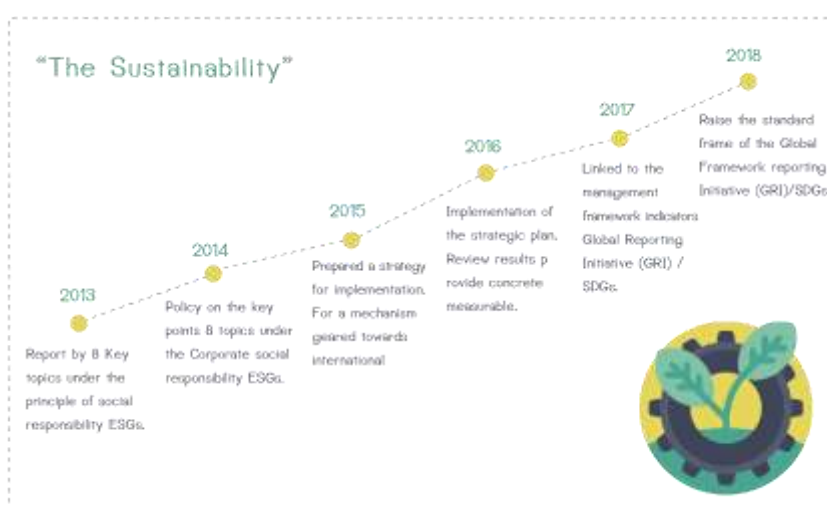 “The Sustainability”
2013
Report by 8 Key
topics under the
principle of social
responsibility ESGs.
2014
Policy on the key
points 8 topics under
the Corporate social
responsibility ESGs.
2015
Prepared a strategy
for implementation.
For a mechanism
geared towards
international
2016
Implementation of
the strategic plan.
Review results p
rovide concrete
measurable.
2017
Linked to the
management
framework indicators
Global Reporting
Initiative (GRI) /
SDGs.
2018
Raise the standard
frame of the Global
Framework reporting
Initiative (GRI)/SDGs